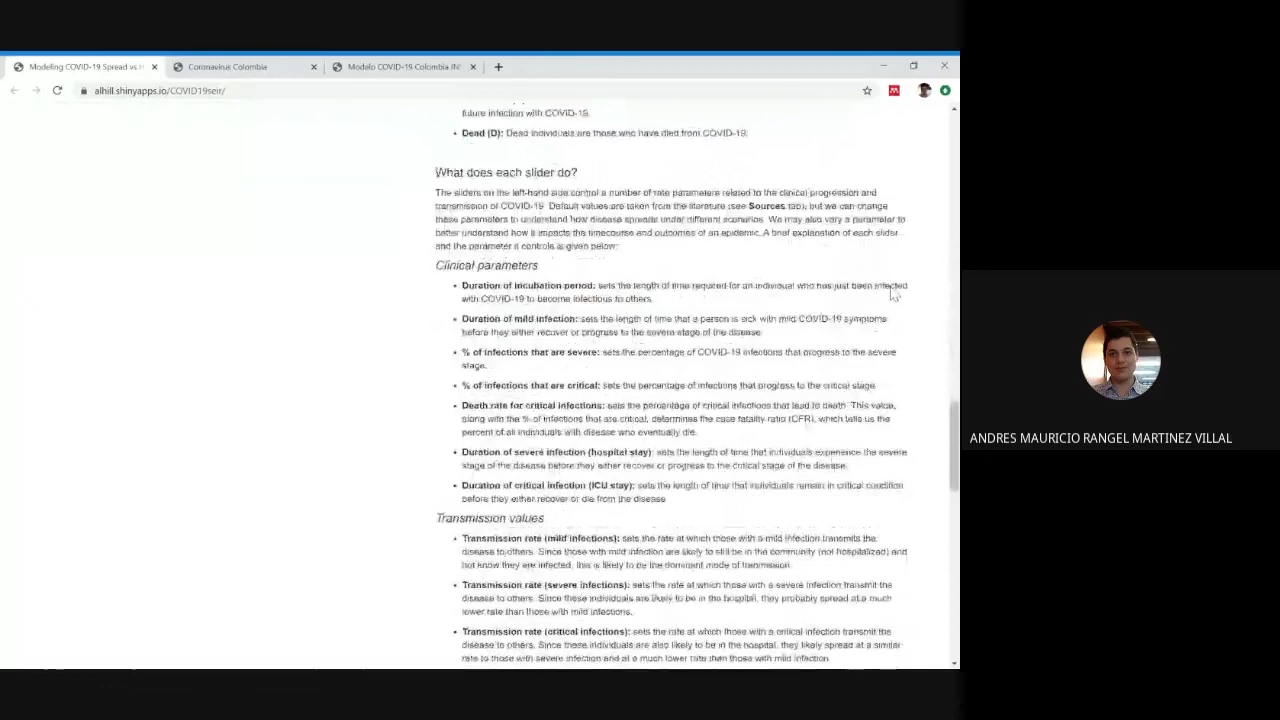 Modeling COVID-19 Spread vs
Coronavirus Colombia
Modelo COVID-19 Colombia IN
alhill.shinyapps.io/COVID19seir/
future infection with COVID-19.
• Dead (D): Dead individuals are those who have died from COVID-19.
What does each slider do?
The sliders on the left-hand side control a number of rate parameters related to the clinical progression and
transmission of COVID-19. Default values are taken from the literature (see Sources tab), but we can change
these parameters to understand how disease spreads under different scenarios. We may also vary a parameter to
better understand how it impacts the timecourse and outcomes of an epidemic. A brief explanation of each slider
and the parameter it controls is given below:
Clinical parameters
• Duration of incubation period: sets the length of time required for an individual who has just been infected
with COVID-19 to become infectious to others.
• Duration of mild infection: sets the length of time that a person is sick with mild COVID-19 symptoms
before they either recover or progress to the severe stage of the disease
• % of infections that are severe: sets the percentage of COVID-19 infections that progress to the severe
stage.
• % of infections that are critical: sets the percentage of infections that progress to the critical stage
• Death rate for critical infections: sets the percentage of critical infections that lead to death. This value,
along with the % of infections that are critical, determines the case fatality ratio (CFR), which tells us the
percent of all individuals with disease who eventually die.
• Duration of severe infection (hospital stay): sets the length of time that individuals experience the severe
stage of the disease before they either recover or progress to the critical stage of the disease.
• Duration of critical infection (ICU stay): sets the length of time that individuals remain in critical condition
before they either recover or die from the disease
Transmission values
• Transmission rate (mild infections): sets the rate at which those with a mild infection transmits the
disease to others. Since those with mild infection are likely to still be in the community (not hospitalized) and
not know they are infected, this is likely to be the dominant mode of transmission.
• Transmission rate (severe infections): sets the rate at which those with a severe infection transmit the
disease to others. Since these individuals are likely to be in the hospital, they probably spread at a much
lower rate than those with mild infections.
• Transmission rate (critical infections): sets the rate at which those with a critical infection transmit the
disease to others. Since these individuals are also likely to be in the hospital, they likely spread at a similar
rate to those with severe infection and at a much lower rate than those with mild infection
ANDRES MAURICIO RANGEL MARTINEZ VILLAL